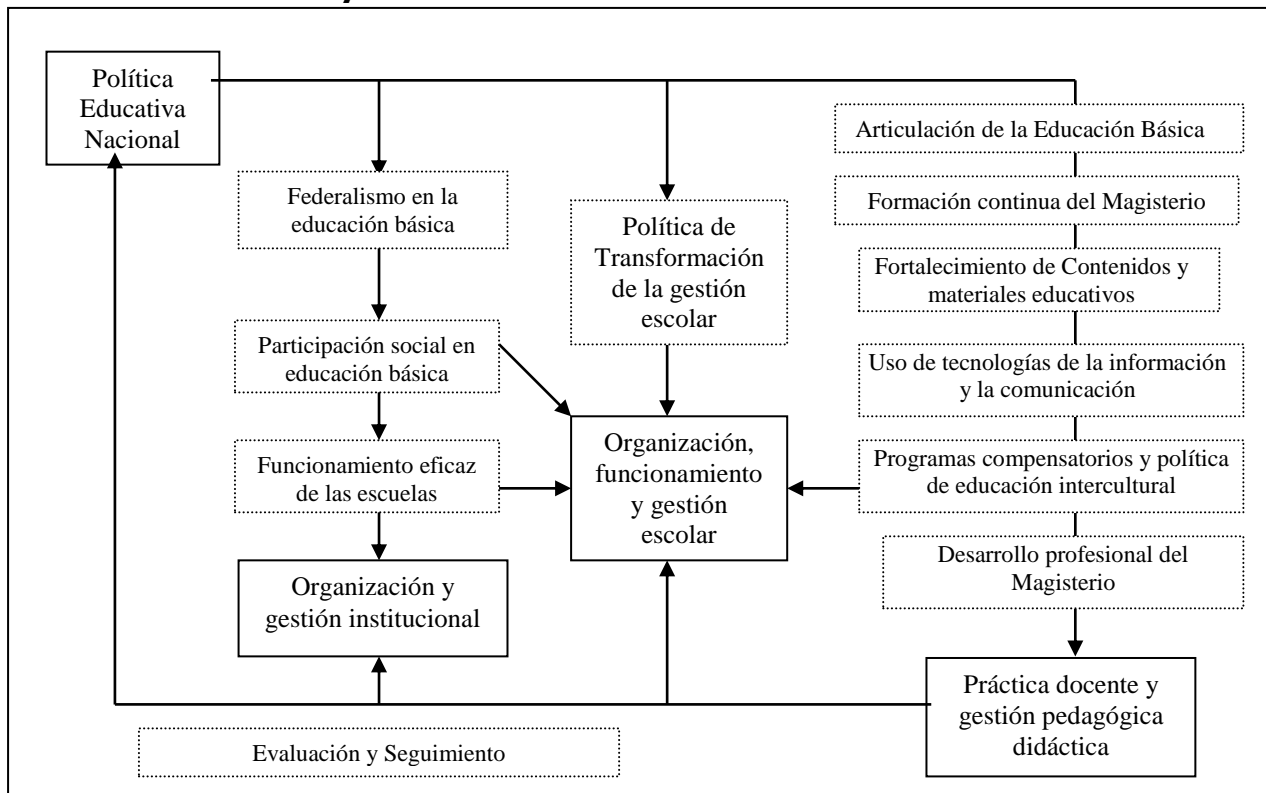 Política
Educativa
Nacional
Federalismo en la
educación básica
Participación social en
educación básica
Funcionamiento eficaz
de las escuelas
Organización y
gestión institucional
Política de
Transformación
de la gestión
escolar
Organización,
funcionamiento
y gestión
escolar
Articulación de la Educación Básica
Formación continua del Magisterio
Fortalecimiento de Contenidos y
materiales educativos
Uso de tecnologías de la información
y la comunicación
Programas compensatorios y política
de educación intercultural
Desarrollo profesional del
Magisterio
Práctica docente y
gestión pedagógica
didáctica
Evaluación y Seguimiento